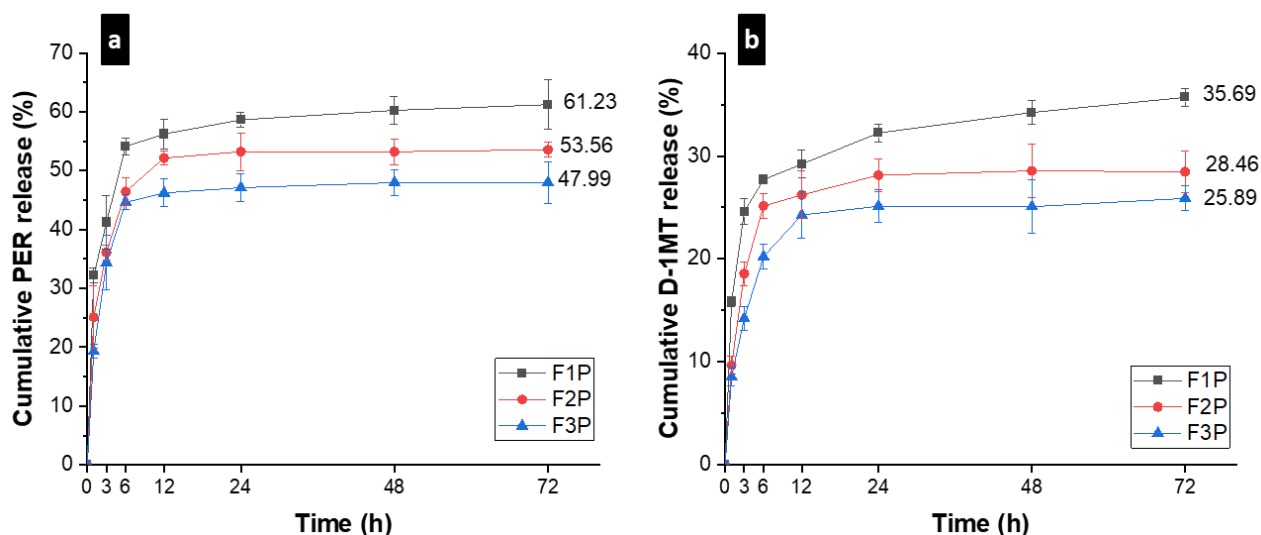 a
Cumulative PER release (%)
70
60
50
40
30
20
10
0
61.23
53.56
47.99
F1P
F2P
F3P
0 3 6 12 24 48 72
Time (h)
b
Cumulative D-1MT release (%)
40
30
20
10
0
35.69
28.46
25.89
F1P
F2P
F3P
0 3 6 12 24 48 72
Time (h)